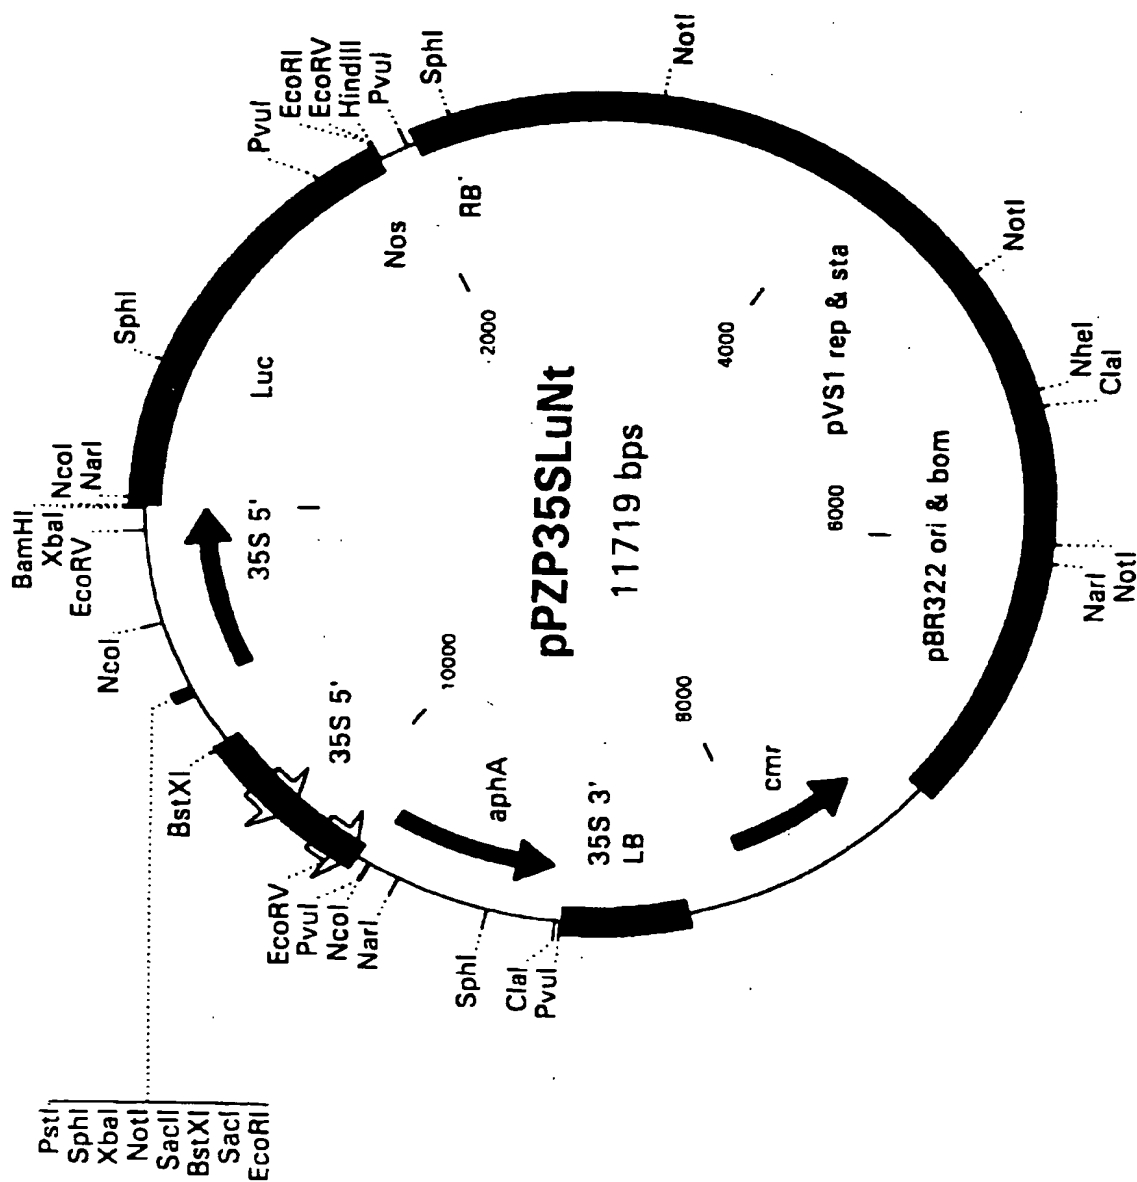 pPZP35SLuNt
11719 bps
2000
4000
6000
8000
10000
35S 5'
Luc
Nos
RB
pVS1 rep & sta
pBR322 ori & bom
cmr
35S 3'
LB
aphA
35S 5'
BamHI
XbaI
EcoRV
NcoI
NarI
SphI
PvuI
EcoRI
EcoRV
HindIII
PvuI
SphI
NotI
NotI
NheI
ClaI
NotI
NarI
PvuI
ClaI
SphI
NarI
NcoI
PvuI
EcoRV
BstXI
PstI
SphI
XbaI
NotI
SacII
BstXI
SacI
EcoRI
NcoI